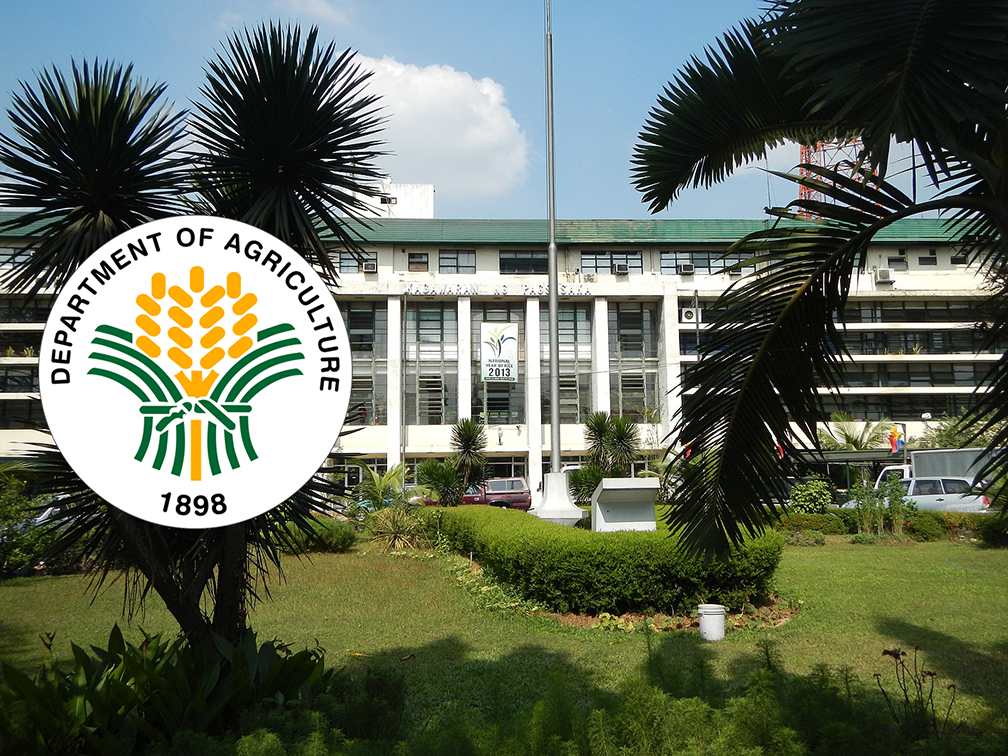 DEPARTMENT OF AGRICULTURE
1898
KAGAWARAN NG PAGSASAKA
NATIONAL
YEAR OF RICE
2013